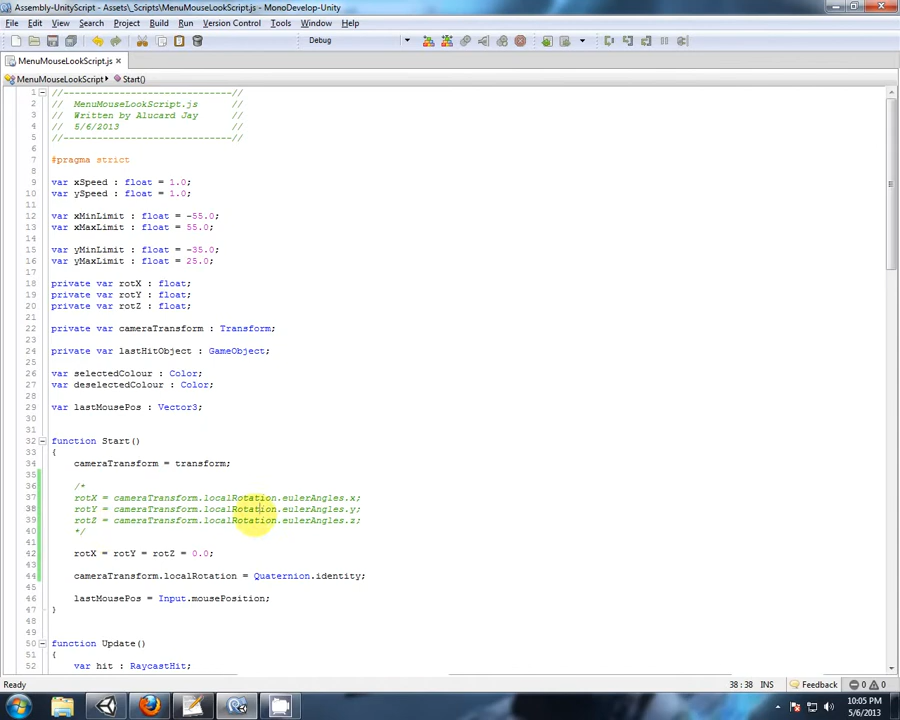 Assembly-UnityScript - Assets\_Scripts\MenuMouseLookScript.js - MonoDevelop-Unity
File Edit View Search Project Build Run Version Control Tools Window Help
Debug
MenuMouseLookScript.js
MenuMouseLookScript Start()
1 //-----------------------------//
2 // MenuMouseLookScript.js //
3 // Written by Alucard Jay //
4 // 5/6/2013 //
5 //-----------------------------//
6
7 #pragma strict
8
9 var xSpeed : float = 1.0;
10 var ySpeed : float = 1.0;
11
12 var xMinLimit : float = -55.0;
13 var xMaxLimit : float = 55.0;
14
15 var yMinLimit : float = -35.0;
16 var yMaxLimit : float = 25.0;
17
18 private var rotX : float;
19 private var rotY : float;
20 private var rotZ : float;
21
22 private var cameraTransform : Transform;
23
24 private var lastHitObject : GameObject;
25
26 var selectedColour : Color;
27 var deselectedColour : Color;
28
29 var lastMousePos : Vector3;
30
31
32 function Start()
33 {
34 cameraTransform = transform;
35
36 /*
37 rotX = cameraTransform.localRotation.eulerAngles.x;
38 rotY = cameraTransform.localRotation.eulerAngles.y;
39 rotZ = cameraTransform.localRotation.eulerAngles.z;
40 */
41
42 rotX = rotY = rotZ = 0.0;
43
44 cameraTransform.localRotation = Quaternion.identity;
45
46 lastMousePos = Input.mousePosition;
47 }
48
49
50 function Update()
51 {
52 var hit : RaycastHit;
Ready 38 : 38 INS Feedback 0 0
10:05 PM
5/6/2013